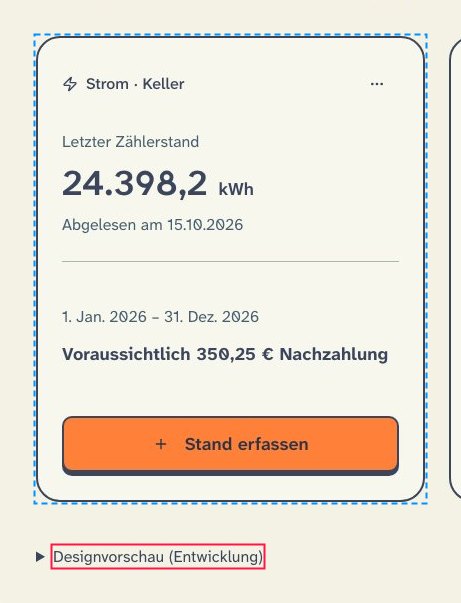 Strom · Keller
...
Letzter Zählerstand
24.398,2 kWh
Abgelesen am 15.10.2026
1. Jan. 2026 – 31. Dez. 2026
Voraussichtlich 350,25 € Nachzahlung
+ Stand erfassen
Designvorschau (Entwicklung)